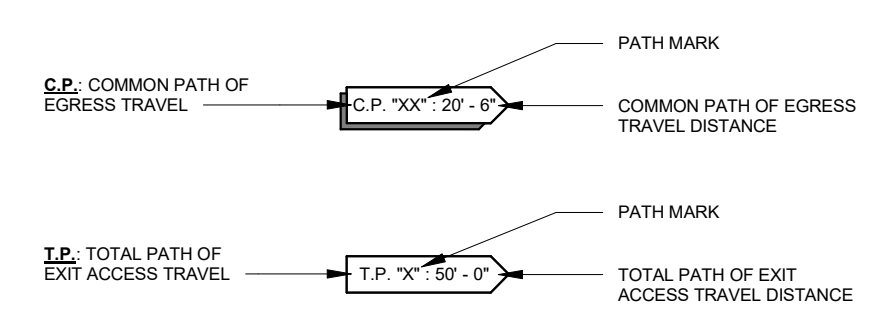 PATH MARK
C.P.: COMMON PATH OF
EGRESS TRAVEL
C.P. "XX" : 20' - 6"
COMMON PATH OF EGRESS
TRAVEL DISTANCE
PATH MARK
T.P.: TOTAL PATH OF
EXIT ACCESS TRAVEL
T.P. "X" : 50' - 0"
TOTAL PATH OF EXIT
ACCESS TRAVEL DISTANCE